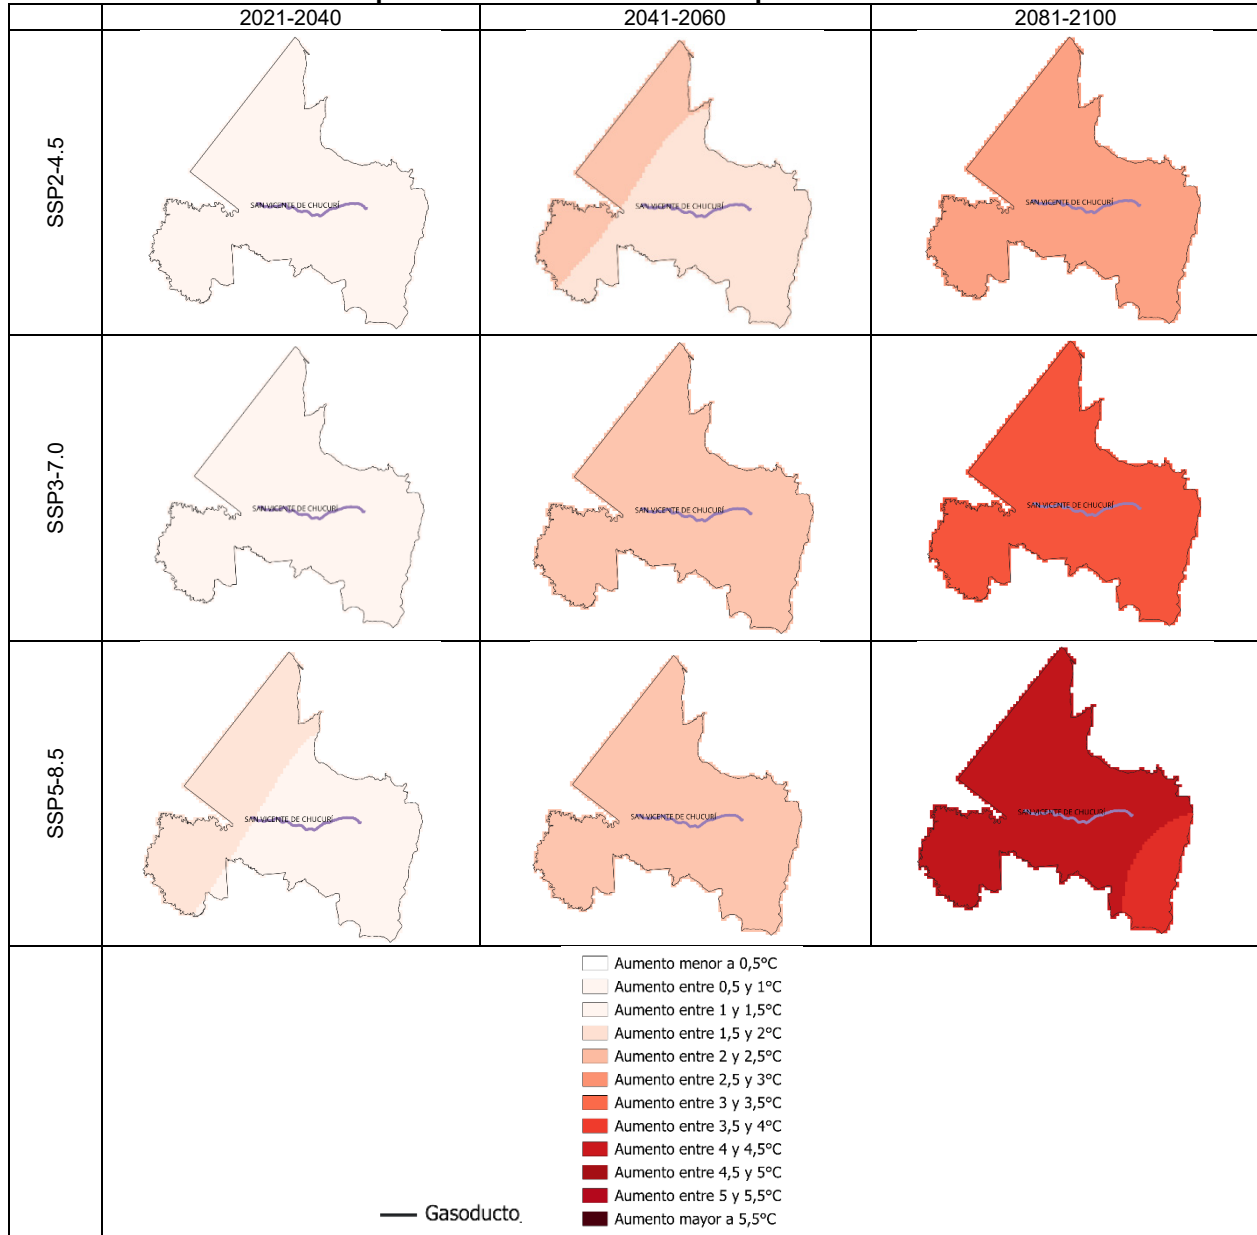 2021-2040
2041-2060
2081-2100
SSP2-4.5
SAN VICENTE DE CHUCURÍ
SAN VICENTE DE CHUCURÍ
SAN VICENTE DE CHUCURÍ
SSP3-7.0
SAN VICENTE DE CHUCURÍ
SAN VICENTE DE CHUCURÍ
SAN VICENTE DE CHUCURÍ
SSP5-8.5
SAN VICENTE DE CHUCURÍ
SAN VICENTE DE CHUCURÍ
SAN VICENTE DE CHUCURÍ
Aumento menor a 0,5°C
Aumento entre 0,5 y 1°C
Aumento entre 1 y 1,5°C
Aumento entre 1,5 y 2°C
Aumento entre 2 y 2,5°C
Aumento entre 2,5 y 3°C
Aumento entre 3 y 3,5°C
Aumento entre 3,5 y 4°C
Aumento entre 4 y 4,5°C
Aumento entre 4,5 y 5°C
Aumento entre 5 y 5,5°C
Aumento mayor a 5,5°C
Gasoducto